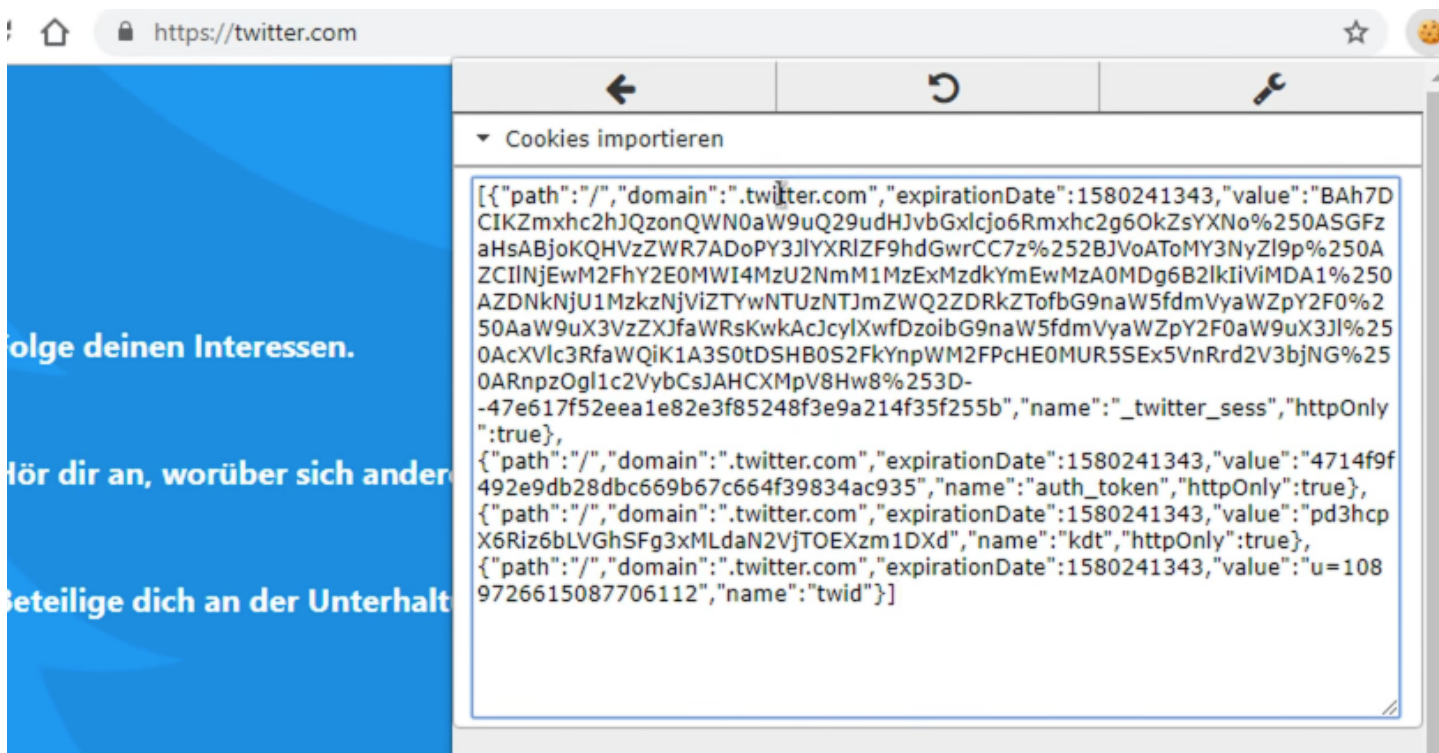 https://twitter.com
Cookies importieren
[{"path":"/","domain":".twitter.com","expirationDate":1580241343,"value":"BAh7D
CIKZmxhc2hJQzonQWN0aW9uQ29udHJvbGxlcjo6Rmxhc2g6OkZsYXNo%250ASGFz
aHsABjoKQHVzZWR7ADoPY3JlYXRlZF9hdGwrCC7z%252BJVoAToMY3NyZl9p%250A
ZCIlNjEwM2FhY2E0MWI4MzU2NmM1MzExMzdkYmEwMzA0MDg6B2lkIiViMDA1%250
AZDNkNjU1MzkzNjViZTYwNTUzNTJmZWQ2ZDRkZTofbG9naW5fdmVyaWZpY2F0%2
50AaW9uX3VzZXJfaWRsKwkAcJcylXwfDzoibG9naW5fdmVyaWZpY2F0aW9uX3Jl%25
0AcXVlc3RfaWQiK1A3S0tDSHB0S2FkYnpWM2FPcHE0MUR5SEx5VnRrd2V3bjNG%25
0ARnpzOgl1c2VybCsJAHCXMpV8Hw8%253D-
-47e617f52eea1e82e3f85248f3e9a214f35f255b","name":"_twitter_sess","httpOnly
":true},
{"path":"/","domain":".twitter.com","expirationDate":1580241343,"value":"4714f9f
492e9db28dbc669b67c664f39834ac935","name":"auth_token","httpOnly":true},
{"path":"/","domain":".twitter.com","expirationDate":1580241343,"value":"pd3hcp
X6Riz6bLVGhSFg3xMLdaN2VjTOEXzm1DXd","name":"kdt","httpOnly":true},
{"path":"/","domain":".twitter.com","expirationDate":1580241343,"value":"u=108
9726615087706112","name":"twid"}]
olge deinen Interessen.
Hör dir an, worüber sich ander
Beteilige dich an der Unterhalt